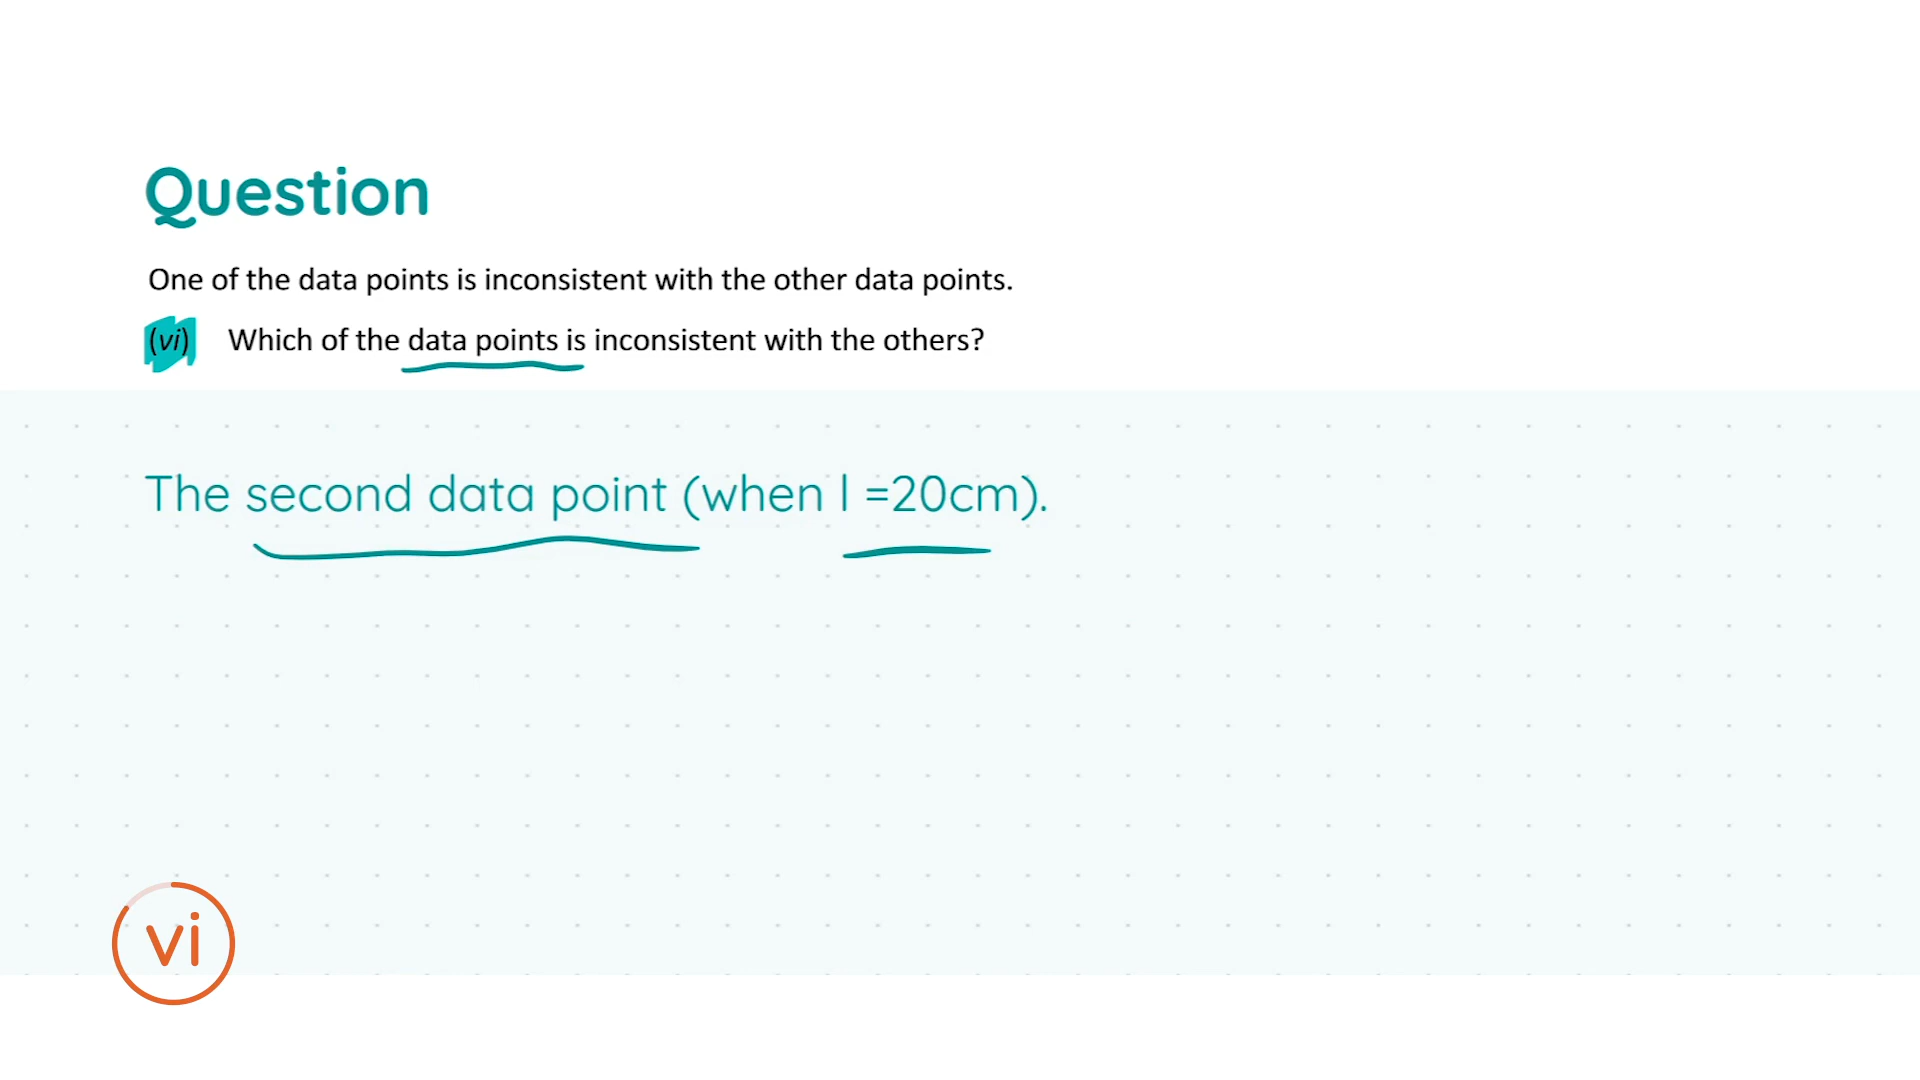 Question
One of the data points is inconsistent with the other data points.
(vi) Which of the data points is inconsistent with the others?
The second data point (when l =20cm).
vi